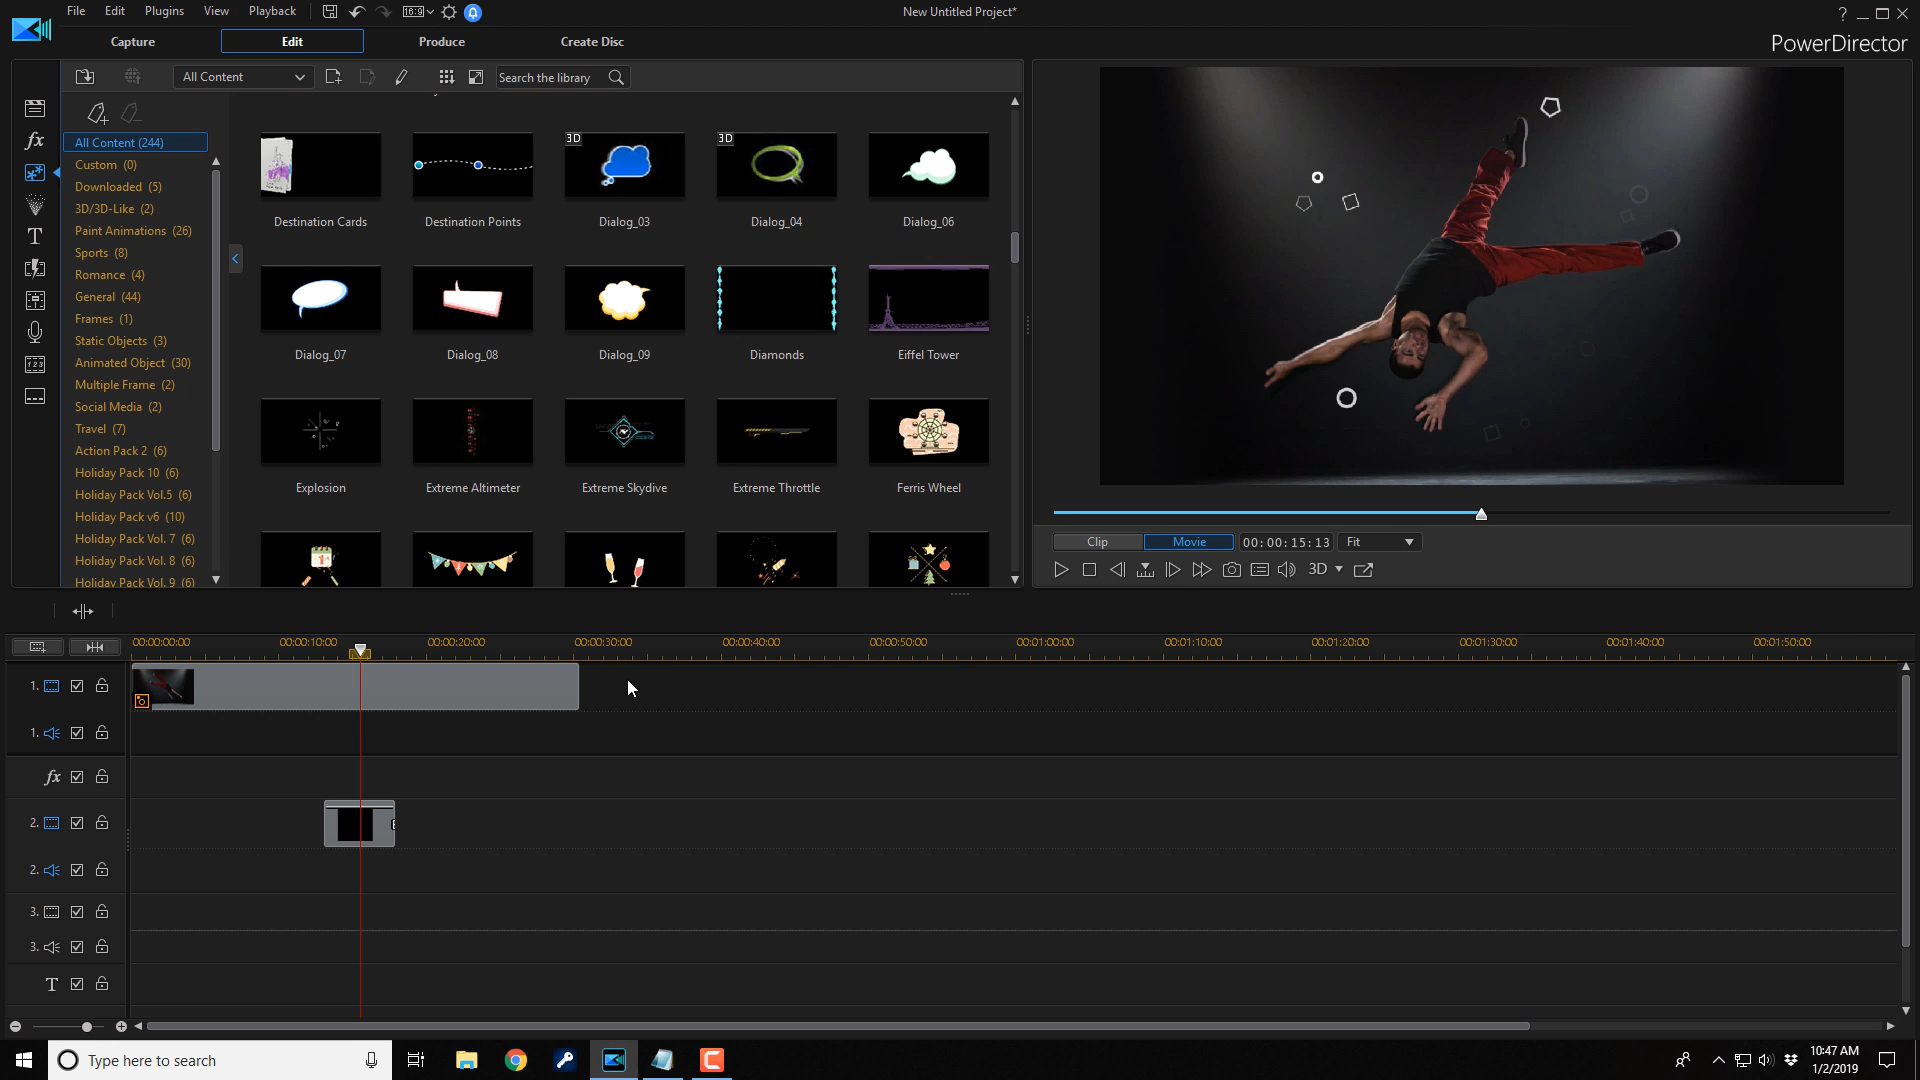 File Edit Plugins View Playback 16:9 New Untitled Project* ?
Capture Edit Produce Create Disc PowerDirector
All Content Search the library
fx
T
All Content (244)
Custom (0)
Downloaded (5)
3D/3D-Like (2)
Paint Animations (26)
Sports (8)
Romance (4)
General (44)
Frames (1)
Static Objects (3)
Animated Object (30)
Multiple Frame (2)
Social Media (2)
Travel (7)
Action Pack 2 (6)
Holiday Pack 10 (6)
Holiday Pack Vol.5 (6)
Holiday Pack v6 (10)
Holiday Pack Vol. 7 (6)
Holiday Pack Vol. 8 (6)
Holiday Pack Vol. 9 (6)
3D 3D
Destination Cards Destination Points Dialog_03 Dialog_04 Dialog_06
Dialog_07 Dialog_08 Dialog_09 Diamonds Eiffel Tower
Explosion Extreme Altimeter Extreme Skydive Extreme Throttle Ferris Wheel
Clip Movie 00:00:15:13 Fit
3D
00:00:00:00 00:00:10:00 00:00:20:00 00:00:30:00 00:00:40:00 00:00:50:00 00:01:00:00 00:01:10:00 00:01:20:00 00:01:30:00 00:01:40:00 00:01:50:00
1.
1.
fx
2.
2.
3.
3.
T
Type here to search
10:47 AM
1/2/2019